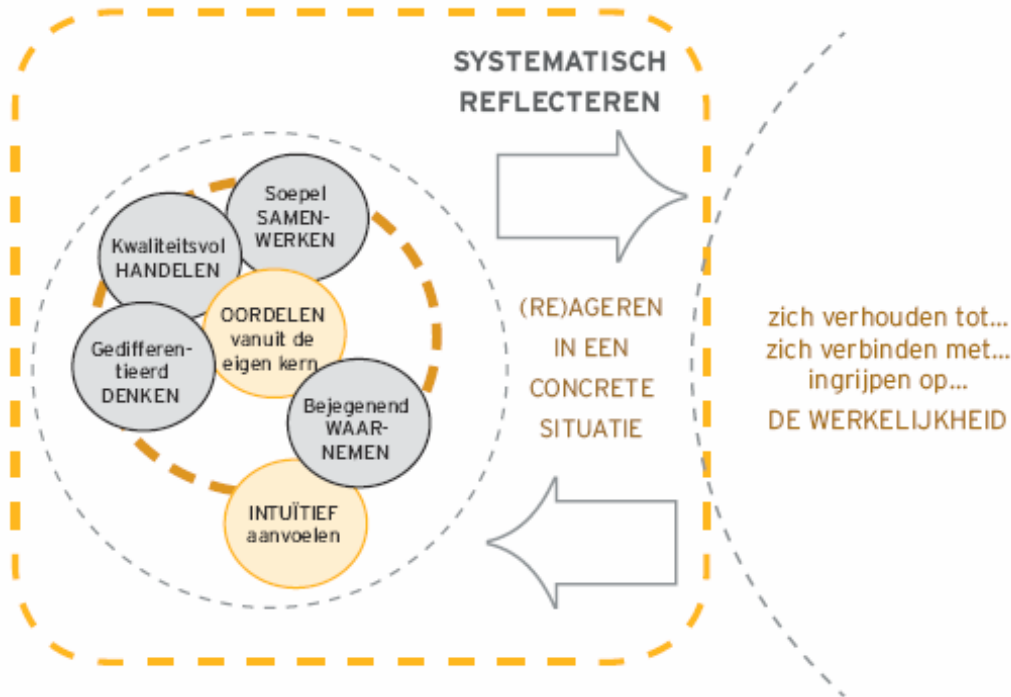 SYSTEMATISCH
REFLECTEREN
Soepel
SAMEN-
WERKEN
Kwaliteitsvol
HANDELEN
OORDELEN
vanuit de
eigen kern
Gedifferen-
tieerd
DENKEN
Bejegenend
WAAR-
NEMEN
INTUÏTIEF
aanvoelen
(RE)AGEREN
IN EEN
CONCRETE
SITUATIE
zich verhouden tot...
zich verbinden met...
ingrijpen op...
DE WERKELIJKHEID